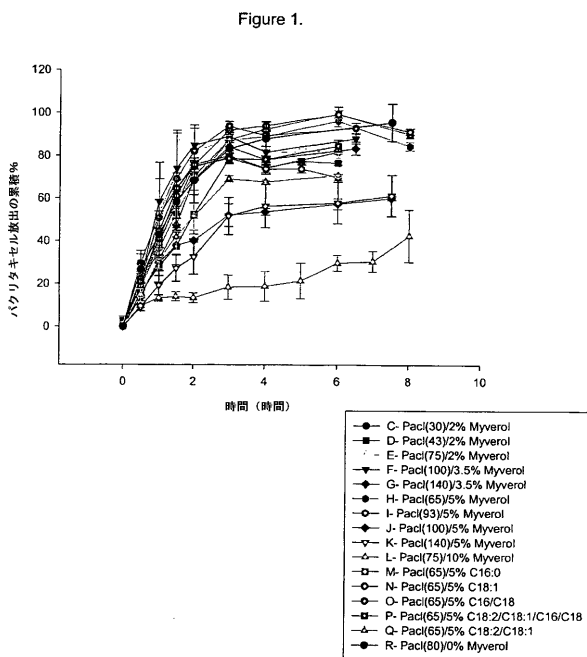 Figure 1.
パクリタキセル放出の累積%
120
100
80
60
40
20
0
0
2
4
6
8
10
時間 (時間)
C- Pacl(30)/2% Myverol
D- Pacl(43)/2% Myverol
E- Pacl(75)/2% Myverol
F- Pacl(100)/3.5% Myverol
G- Pacl(140)/3.5% Myverol
H- Pacl(65)/5% Myverol
I- Pacl(93)/5% Myverol
J- Pacl(100)/5% Myverol
K- Pacl(140)/5% Myverol
L- Pacl(75)/10% Myverol
M- Pacl(65)/5% C16:0
N- Pacl(65)/5% C18:1
O- Pacl(65)/5% C16/C18
P- Pacl(65)/5% C18:2/C18:1/C16/C18
Q- Pacl(65)/5% C18:2/C18:1
R- Pacl(80)/0% Myverol